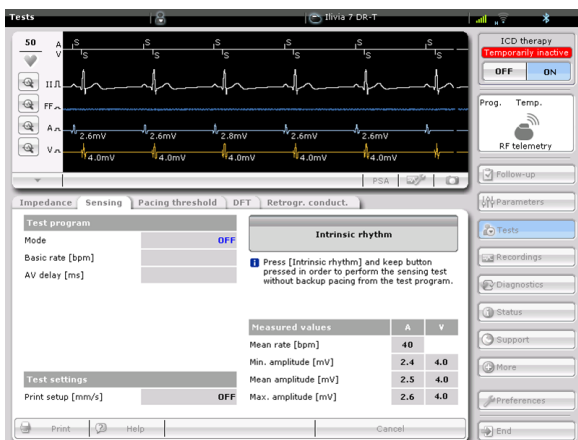 Tests
Ilivia 7 DR-T
50
A
V
S S S S S
IS IS IS IS IS
II
FF
A
2.6mV 2.6mV 2.8mV 2.6mV 2.6mV
V
4.0mV 4.0mV 4.0mV 4.0mV 4.0mV
PSA
Impedance Sensing Pacing threshold DFT Retrogr. conduct.
Test program
Mode OFF
Basic rate [bpm]
AV delay [ms]
Intrinsic rhythm
Press [Intrinsic rhythm] and keep button
pressed in order to perform the sensing test
without backup pacing from the test program.
Measured values A V
Mean rate [bpm] 40
Min. amplitude [mV] 2.4 4.0
Mean amplitude [mV] 2.5 4.0
Max. amplitude [mV] 2.6 4.0
Test settings
Print setup [mm/s] OFF
Print Help Cancel
ICD therapy
Temporarily inactive
OFF ON
Prog. Temp.
RF telemetry
Follow-up
Parameters
Tests
Recordings
Diagnostics
Status
Support
More
Preferences
End